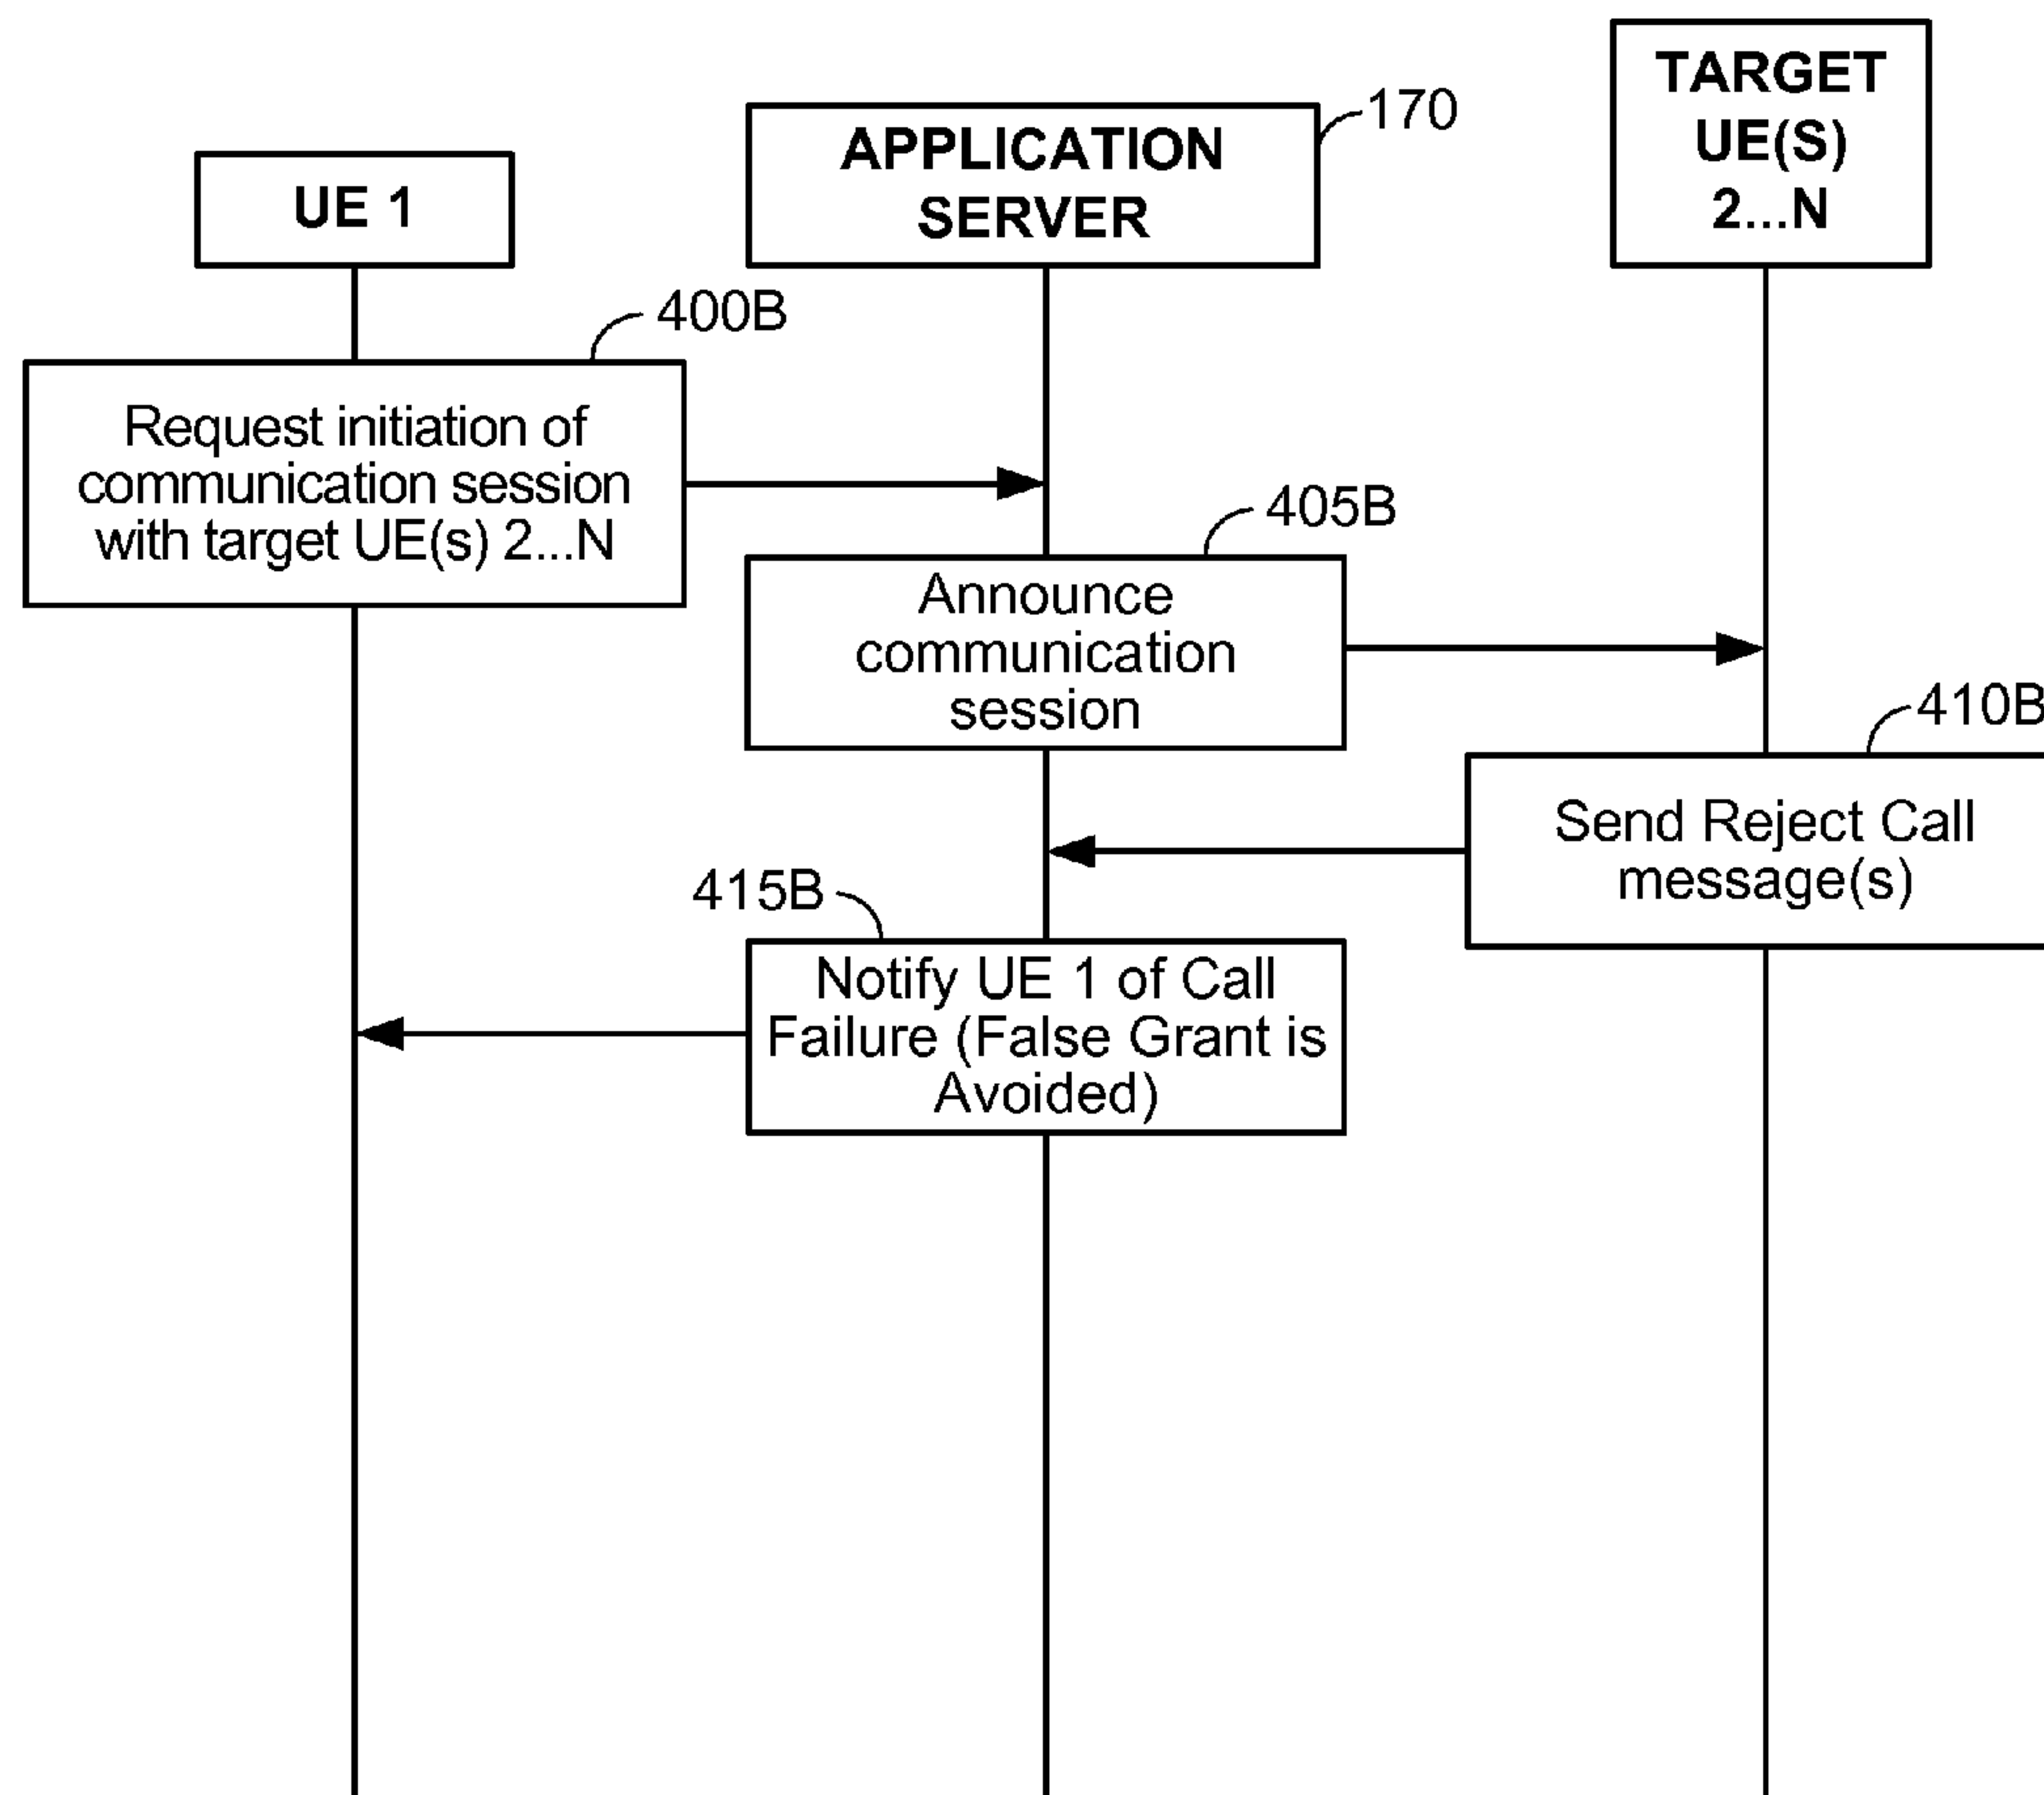 UE 1
APPLICATION
SERVER
170
TARGET
UE(S)
2...N
400B
Request initiation of
communication session
with target UE(s) 2...N
405B
Announce
communication
session
410B
Send Reject Call
message(s)
415B
Notify UE 1 of Call
Failure (False Grant is
Avoided)